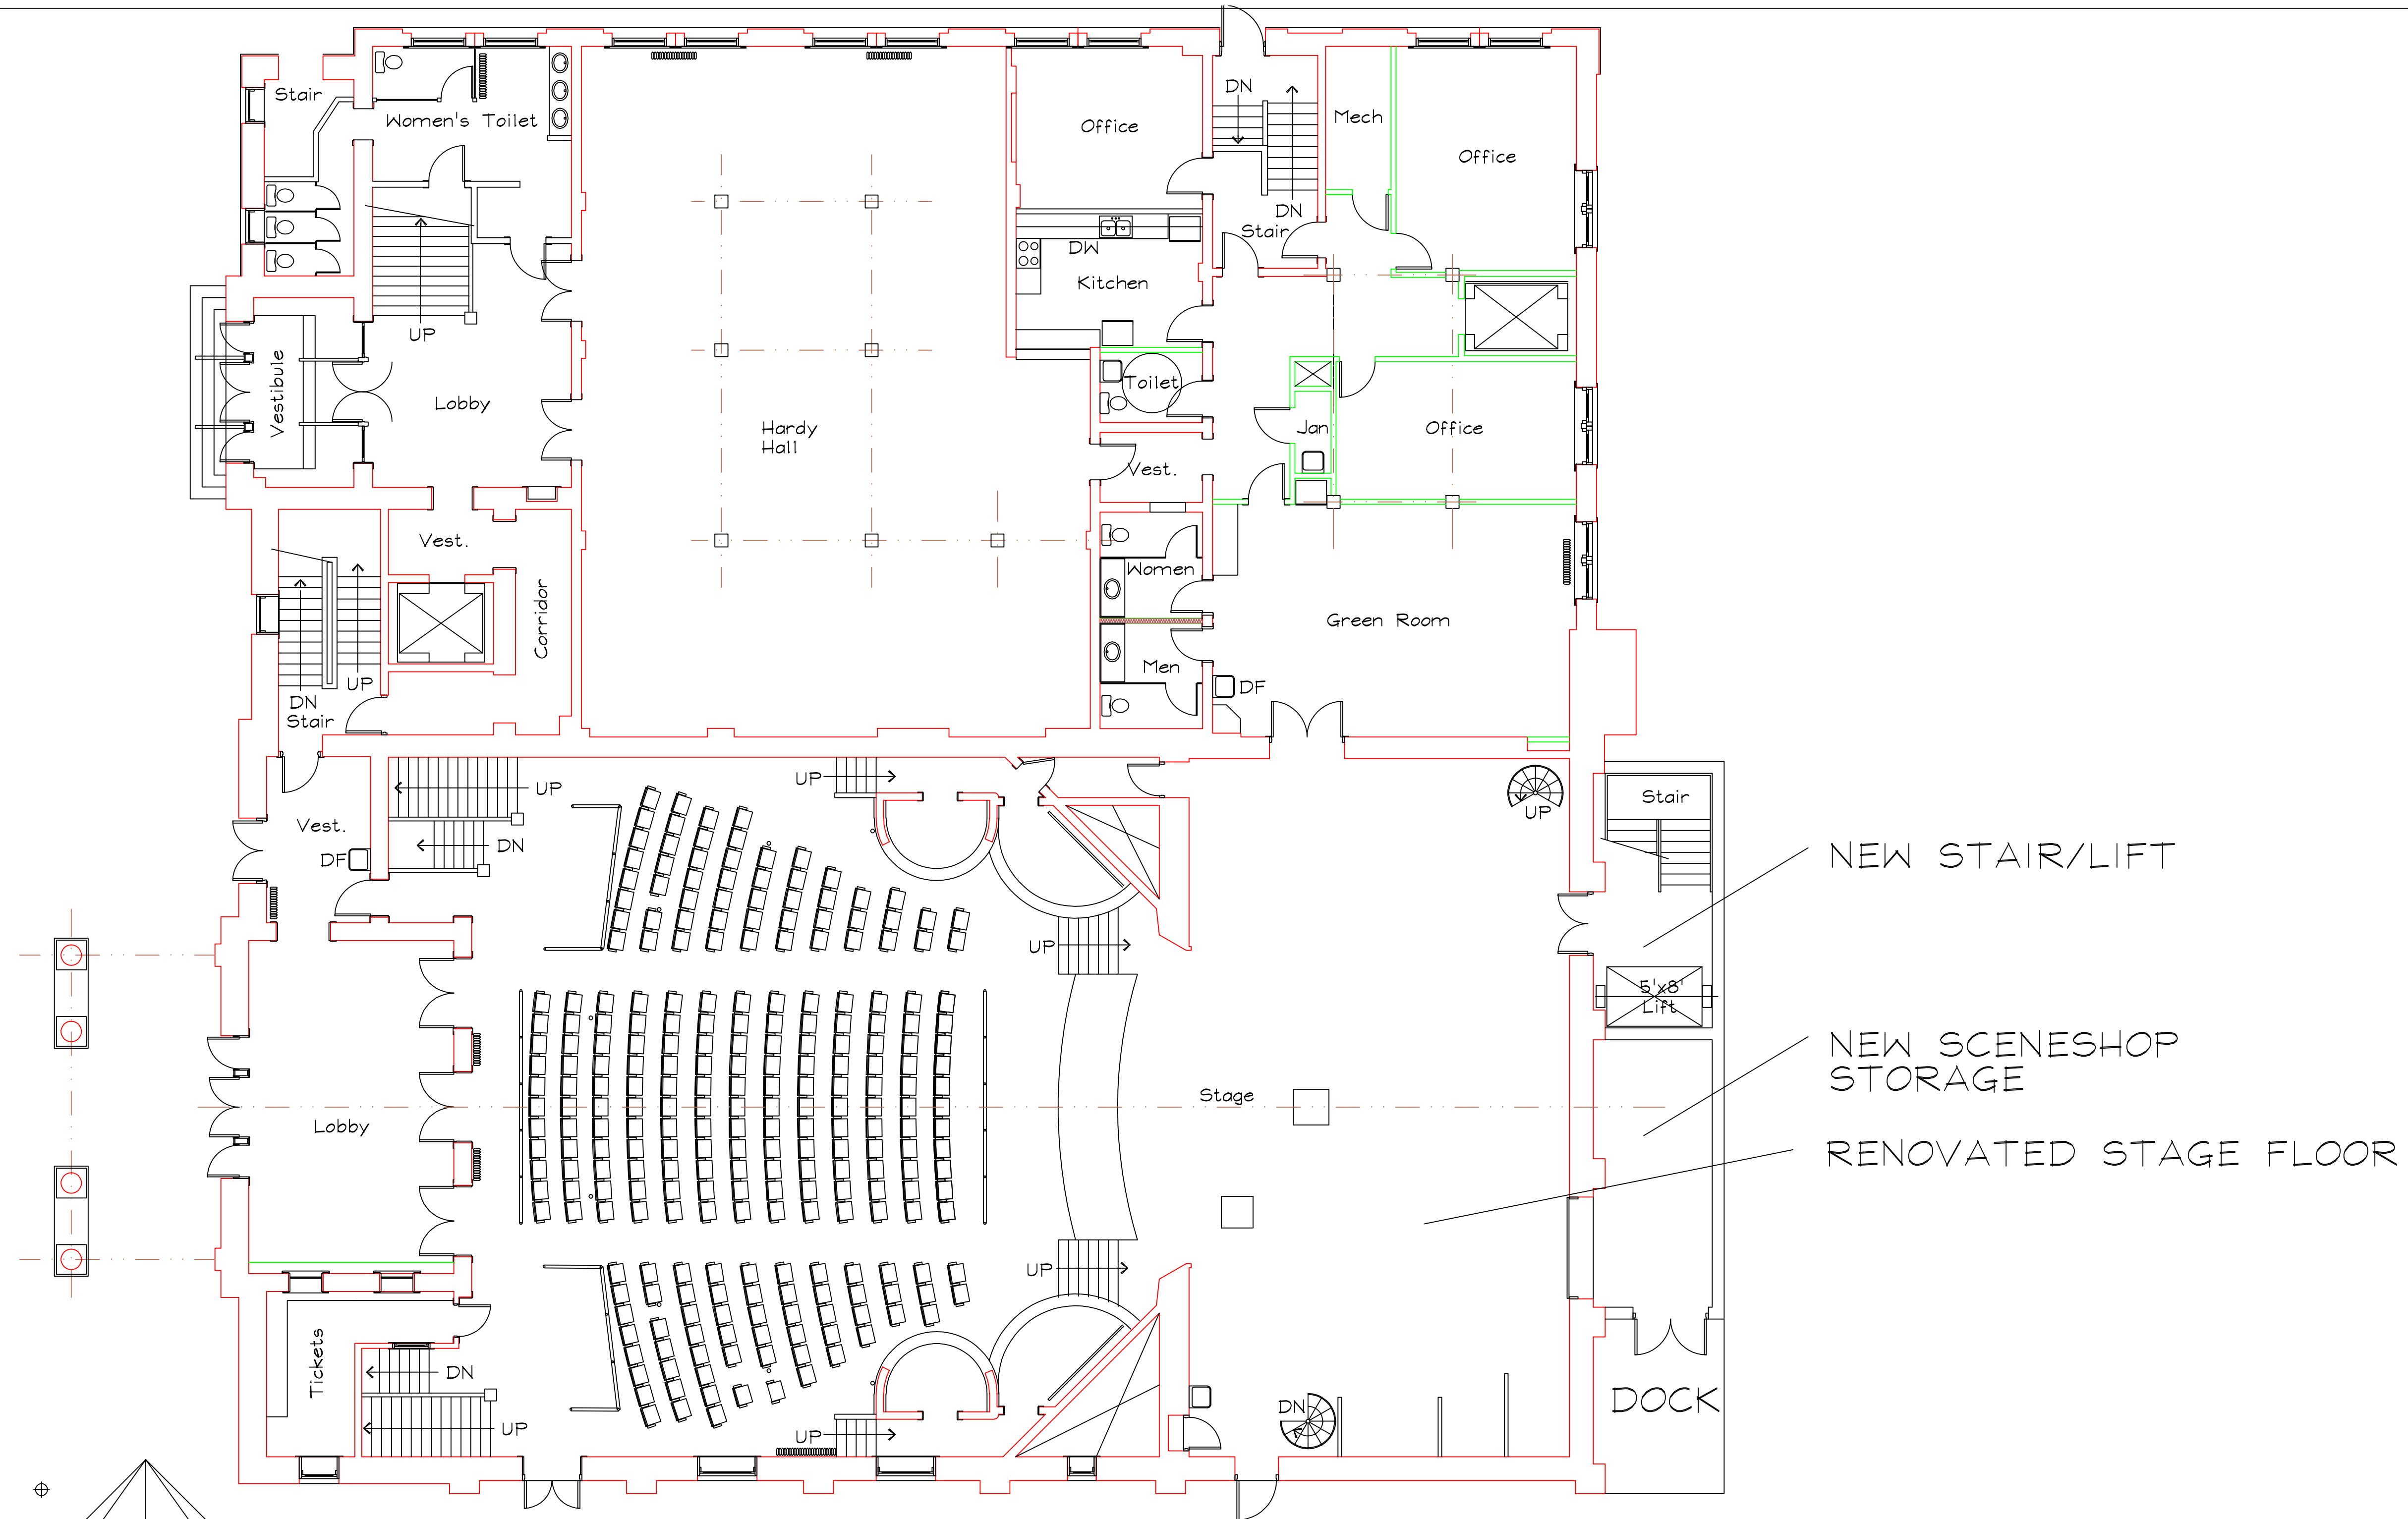 Stair
Women's Toilet
DN
Office
Mech
Office
DN
Stair
DW
Kitchen
UP
Vestibule
Lobby
Toilet
Hardy
Hall
Jan
Office
Vest.
Vest.
Corridor
Women
Green Room
Men
DF
UP
DN
Stair
UP
UP
Stair
UP
Vest.
DN
DF
NEW STAIR/LIFT
UP
5'x8'
Lift
NEW SCENESHOP
STORAGE
Stage
Lobby
RENOVATED STAGE FLOOR
UP
Tickets
DN
DOCK
DN
UP
UP